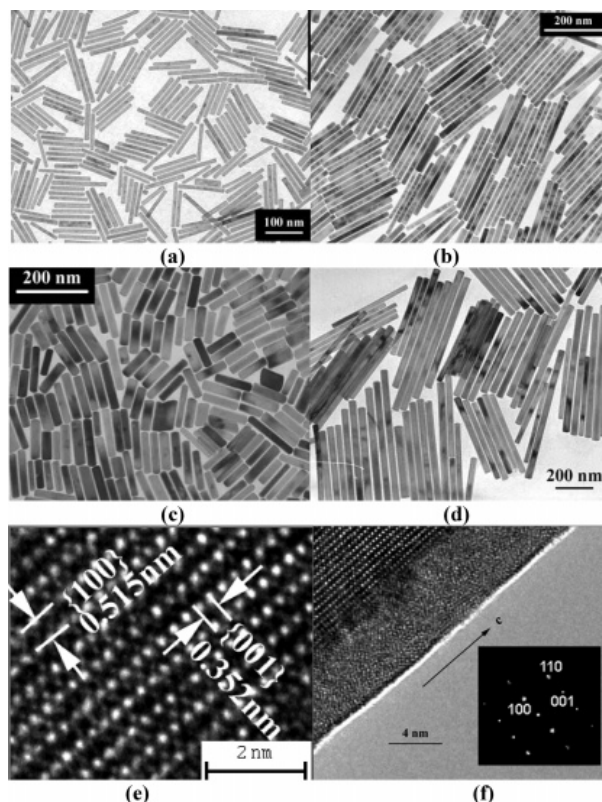 200 nm
100 nm
(a)
(b)
200 nm
200 nm
(c)
(d)
{100}
0.515nm
{001}
0.352nm
2 nm
c
4 nm
110
100
001
(e)
(f)